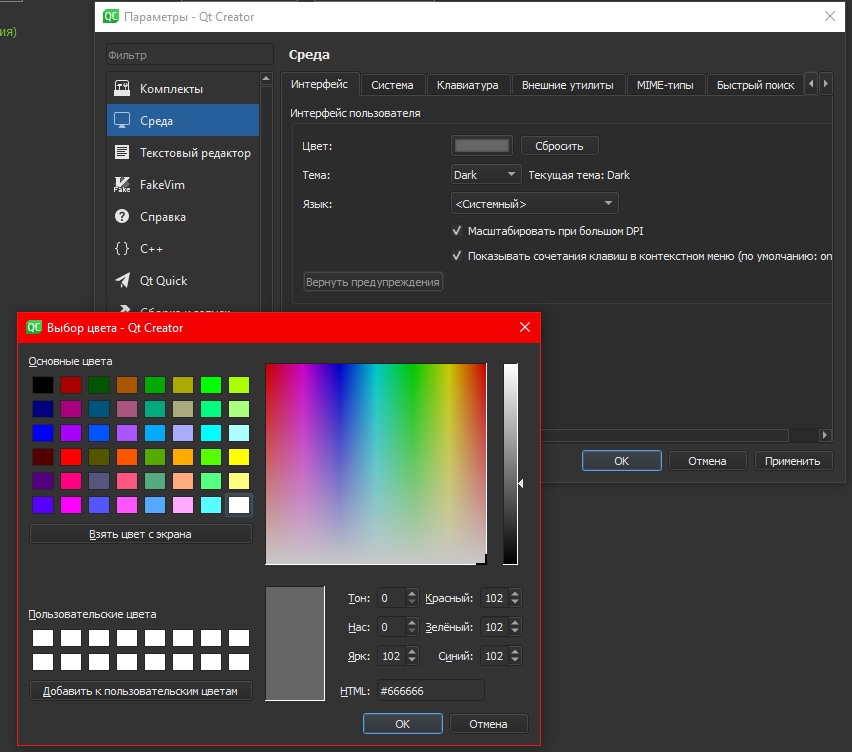 ия)
QC Параметры - Qt Creator
Фильтр
Комплекты
Среда
Текстовый редактор
FakeVim
Справка
C++
Qt Quick
Среда
Интерфейс Система Клавиатура Внешние утилиты MIME-типы Быстрый поиск
Интерфейс пользователя
Цвет: Сбросить
Тема: Dark Текущая тема: Dark
Язык: <Системный>
Масштабировать при большом DPI
Показывать сочетания клавиш в контекстном меню (по умолчанию: on
Вернуть предупреждения
OK Отмена Применить
QC Выбор цвета - Qt Creator
Основные цвета
Взять цвет с экрана
Пользовательские цвета
Добавить к пользовательским цветам
Тон: 0 Красный: 102
Нас: 0 Зелёный: 102
Ярк: 102 Синий: 102
HTML: #666666
OK Отмена